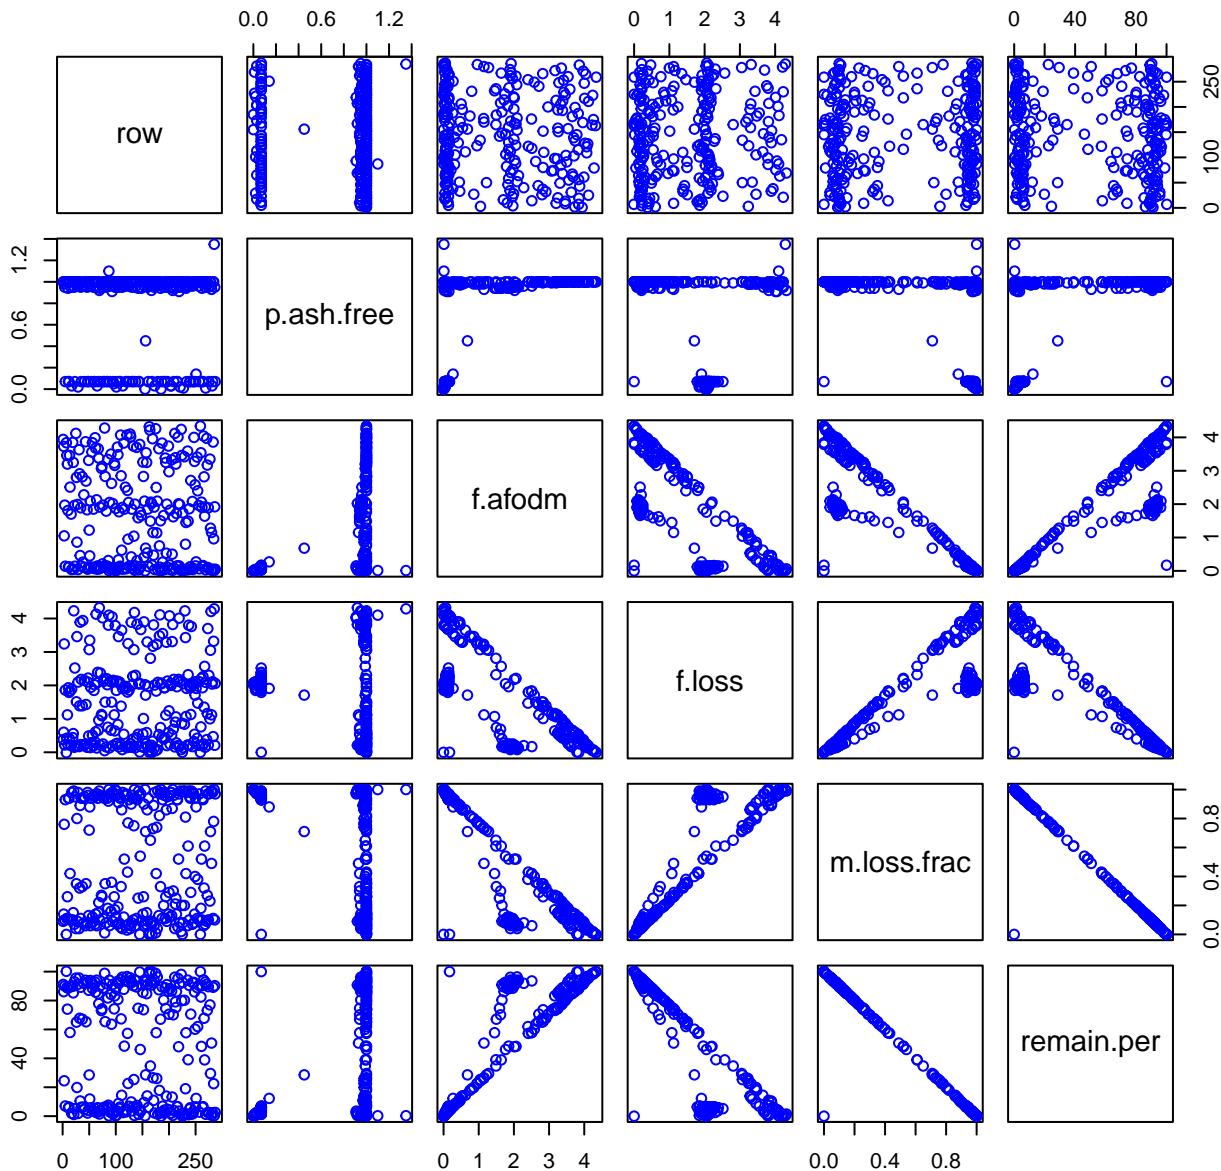 0.0 0.6 1.2 0 1 2 3 4 0 40 80
row 0 100 250
0.0 0.6 1.2 p.ash.free
f.afodm 0 1 2 3 4
0 1 2 3 4 f.loss
m.loss.frac 0.0 0.4 0.8
0 40 80 remain.per
0 100 250 0 1 2 3 4 0.0 0.8